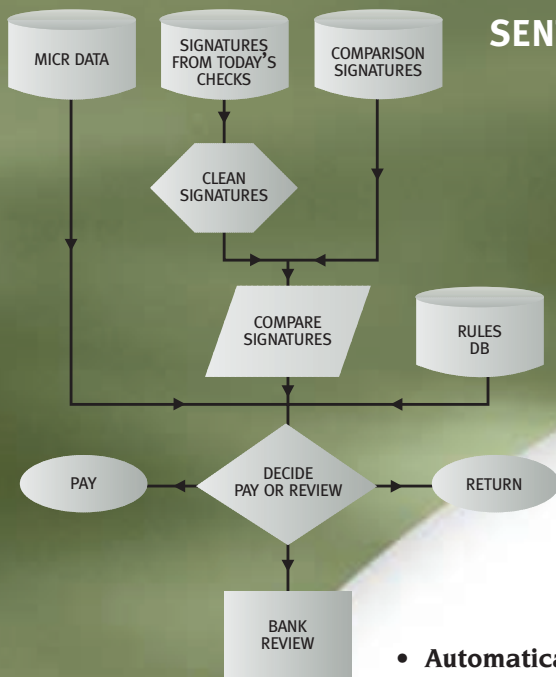 SEN
MICR DATA
SIGNATURES
FROM TODAY'S
CHECKS
COMPARISON
SIGNATURES
CLEAN
SIGNATURES
COMPARE
SIGNATURES
RULES
DB
PAY
DECIDE
PAY OR REVIEW
RETURN
BANK
REVIEW
• Automatica